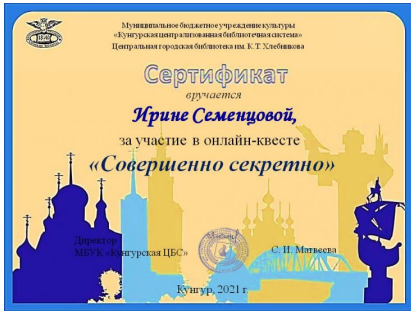 Муниципальное бюджетное учреждение культуры
«Кунгурская централизованная библиотечная система»
Центральная городская библиотека им. К. Т. Хлебникова
Сертификат
вручается
Ирине Семенцовой,
за участие в онлайн-квесте
«Совершенно секретно»
Директор
МБУК «Кунгурская ЦБС»
С. И. Матвеева
Кунгур, 2021 г.